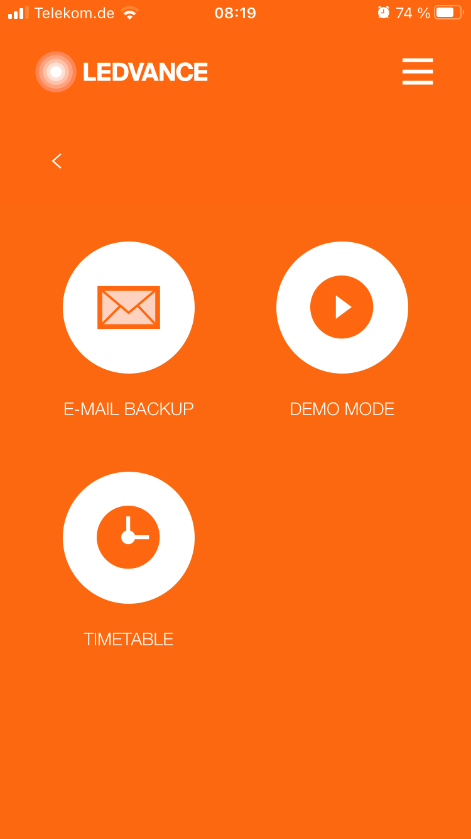 Telekom.de 08:19 74 %
LEDVANCE
E-MAIL BACKUP DEMO MODE
TIMETABLE